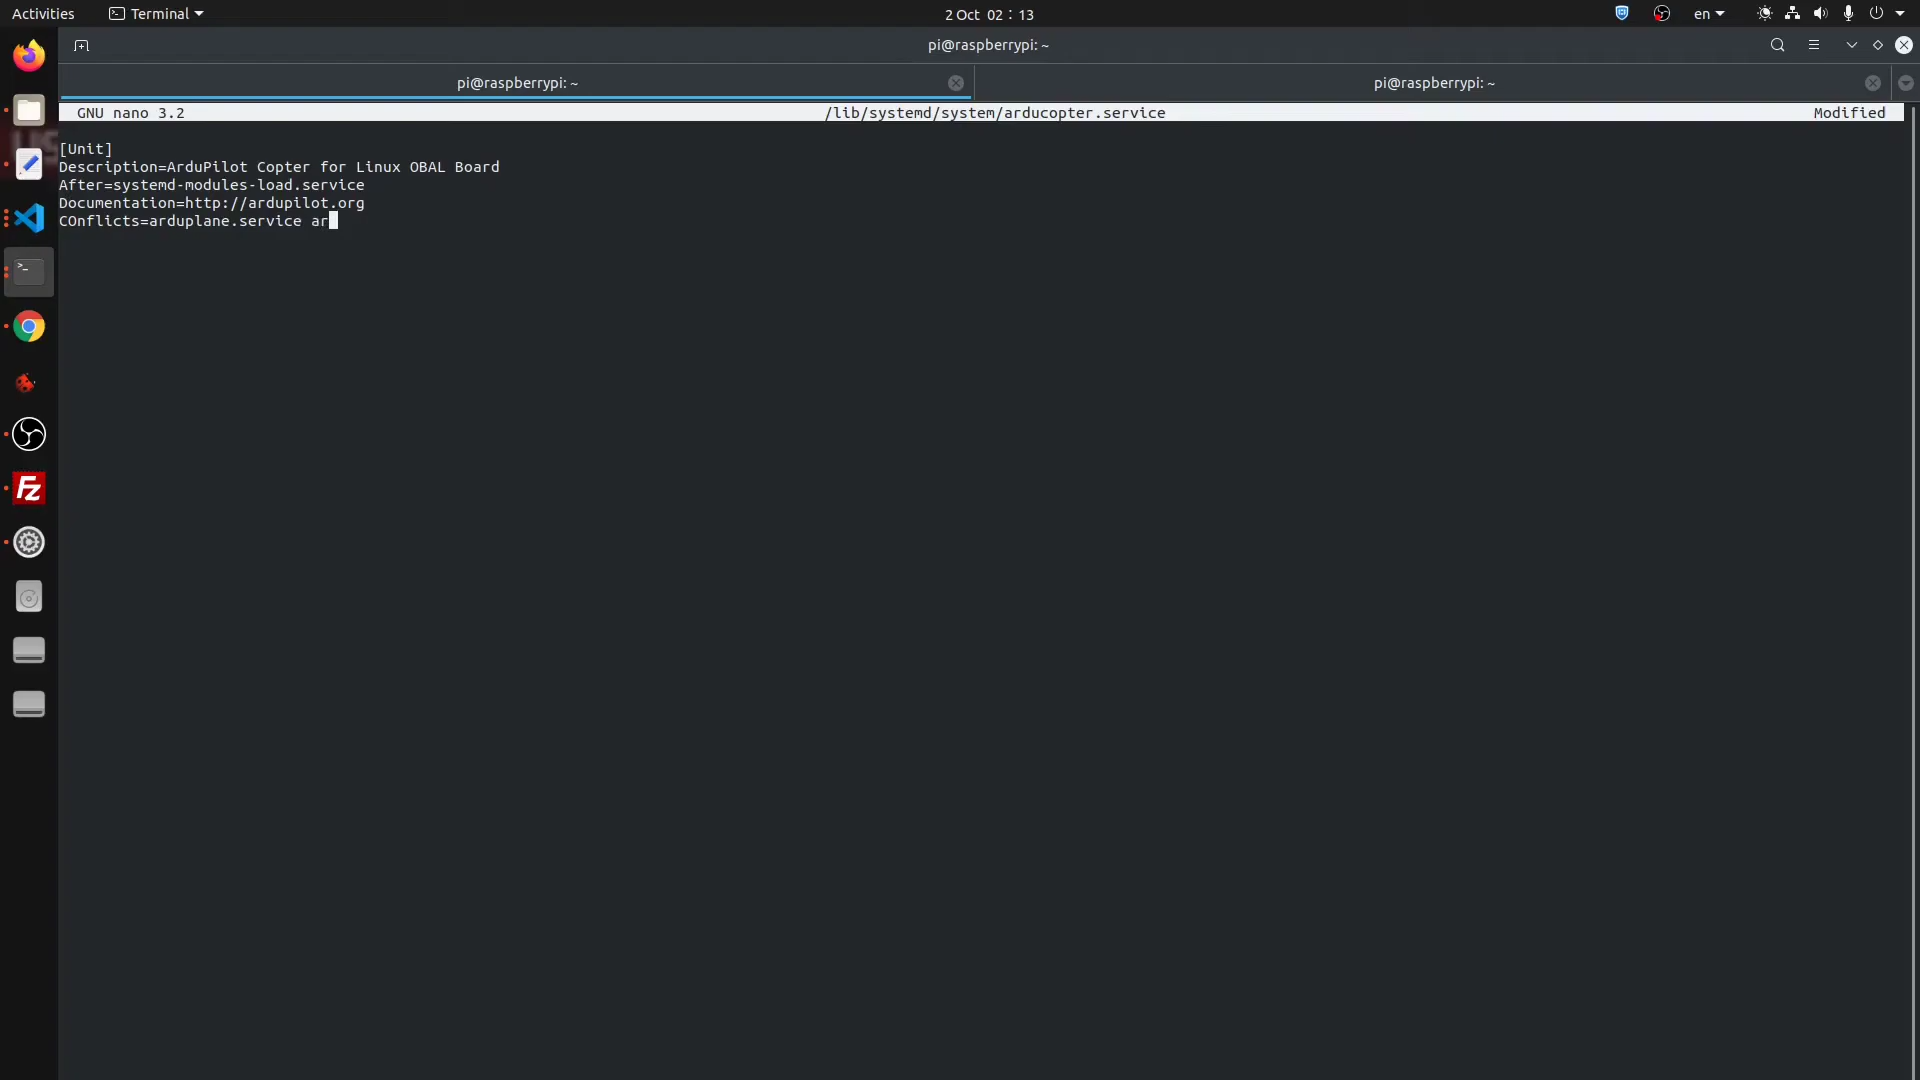 Activities
Terminal
2 Oct 02:13
en
pi@raspberrypi: ~
pi@raspberrypi: ~
pi@raspberrypi: ~
GNU nano 3.2
/lib/systemd/system/arducopter.service
Modified
[Unit]
Description=ArduPilot Copter for Linux OBAL Board
After=systemd-modules-load.service
Documentation=http://ardupilot.org
COnflicts=arduplane.service ar
Fz